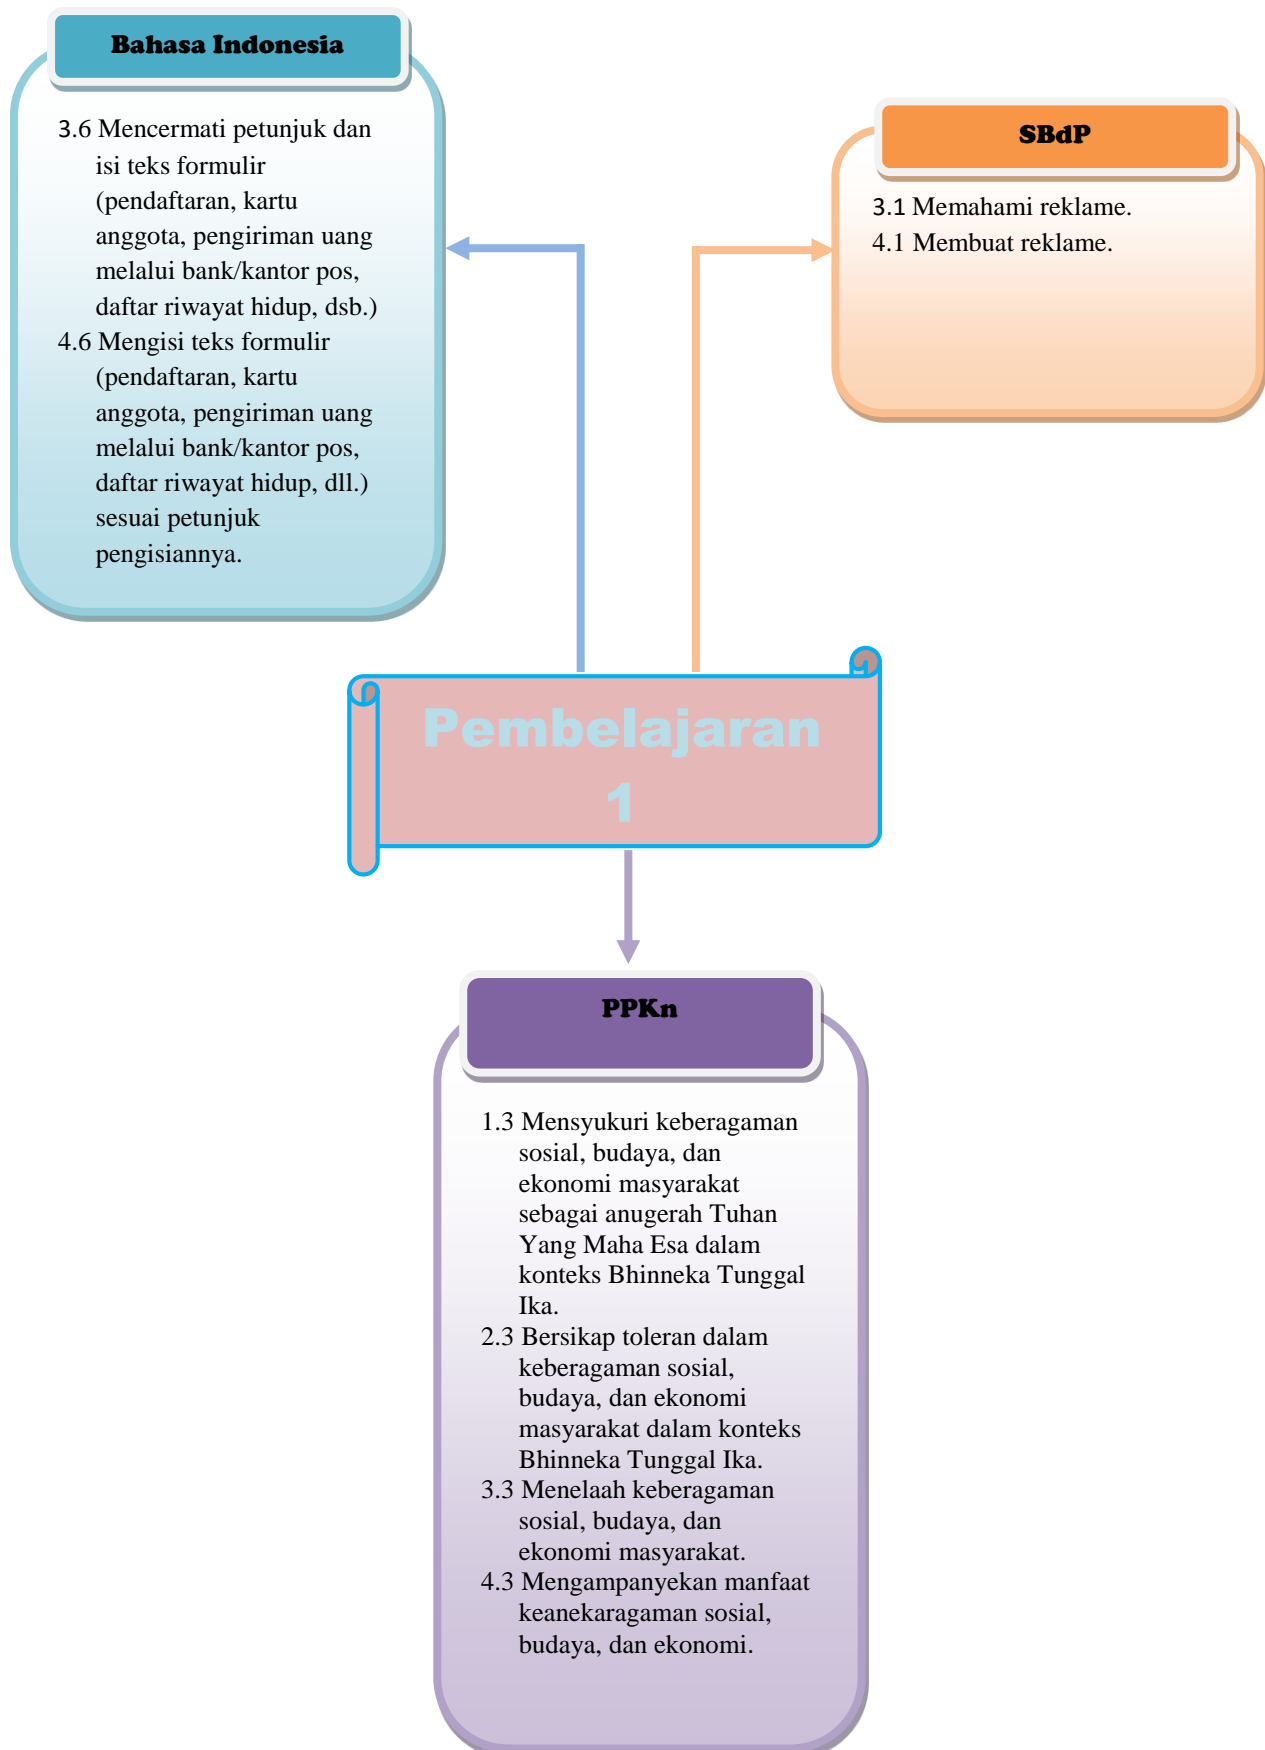 Bahasa Indonesia
3.6 Mencermati petunjuk dan
isi teks formulir
(pendaftaran, kartu
anggota, pengiriman uang
melalui bank/kantor pos,
daftar riwayat hidup, dsb.)
4.6 Mengisi teks formulir
(pendaftaran, kartu
anggota, pengiriman uang
melalui bank/kantor pos,
daftar riwayat hidup, dll.)
sesuai petunjuk
pengisiannya.
SBdP
3.1 Memahami reklame.
4.1 Membuat reklame.
Pembelajaran
1
PPKn
1.3 Mensyukuri keberagaman
sosial, budaya, dan
ekonomi masyarakat
sebagai anugerah Tuhan
Yang Maha Esa dalam
konteks Bhinneka Tunggal
Ika.
2.3 Bersikap toleran dalam
keberagaman sosial,
budaya, dan ekonomi
masyarakat dalam konteks
Bhinneka Tunggal Ika.
3.3 Menelaah keberagaman
sosial, budaya, dan
ekonomi masyarakat.
4.3 Mengampanyekan manfaat
keanekaragaman sosial,
budaya, dan ekonomi.